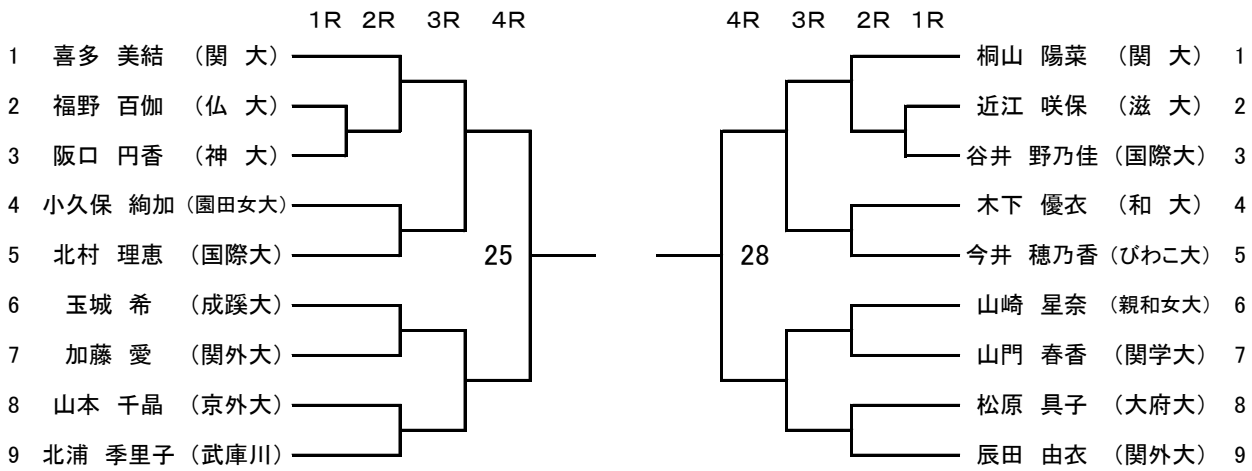 1R 2R 3R 4R 4R 3R 2R 1R
1 喜多 美結 (関 大) 桐山 陽菜 (関 大) 1
2 福野 百伽 (仏 大) 近江 咲保 (滋 大) 2
3 阪口 円香 (神 大) 谷井 野乃佳 (国際大) 3
4 小久保 絢加 (園田女大) 木下 優衣 (和 大) 4
5 北村 理恵 (国際大) 25 28 今井 穂乃香 (びわこ大) 5
6 玉城 希 (成蹊大) 山崎 星奈 (親和女大) 6
7 加藤 愛 (関外大) 山門 春香 (関学大) 7
8 山本 千晶 (京外大) 松原 具子 (大府大) 8
9 北浦 季里子 (武庫川) 辰田 由衣 (関外大) 9